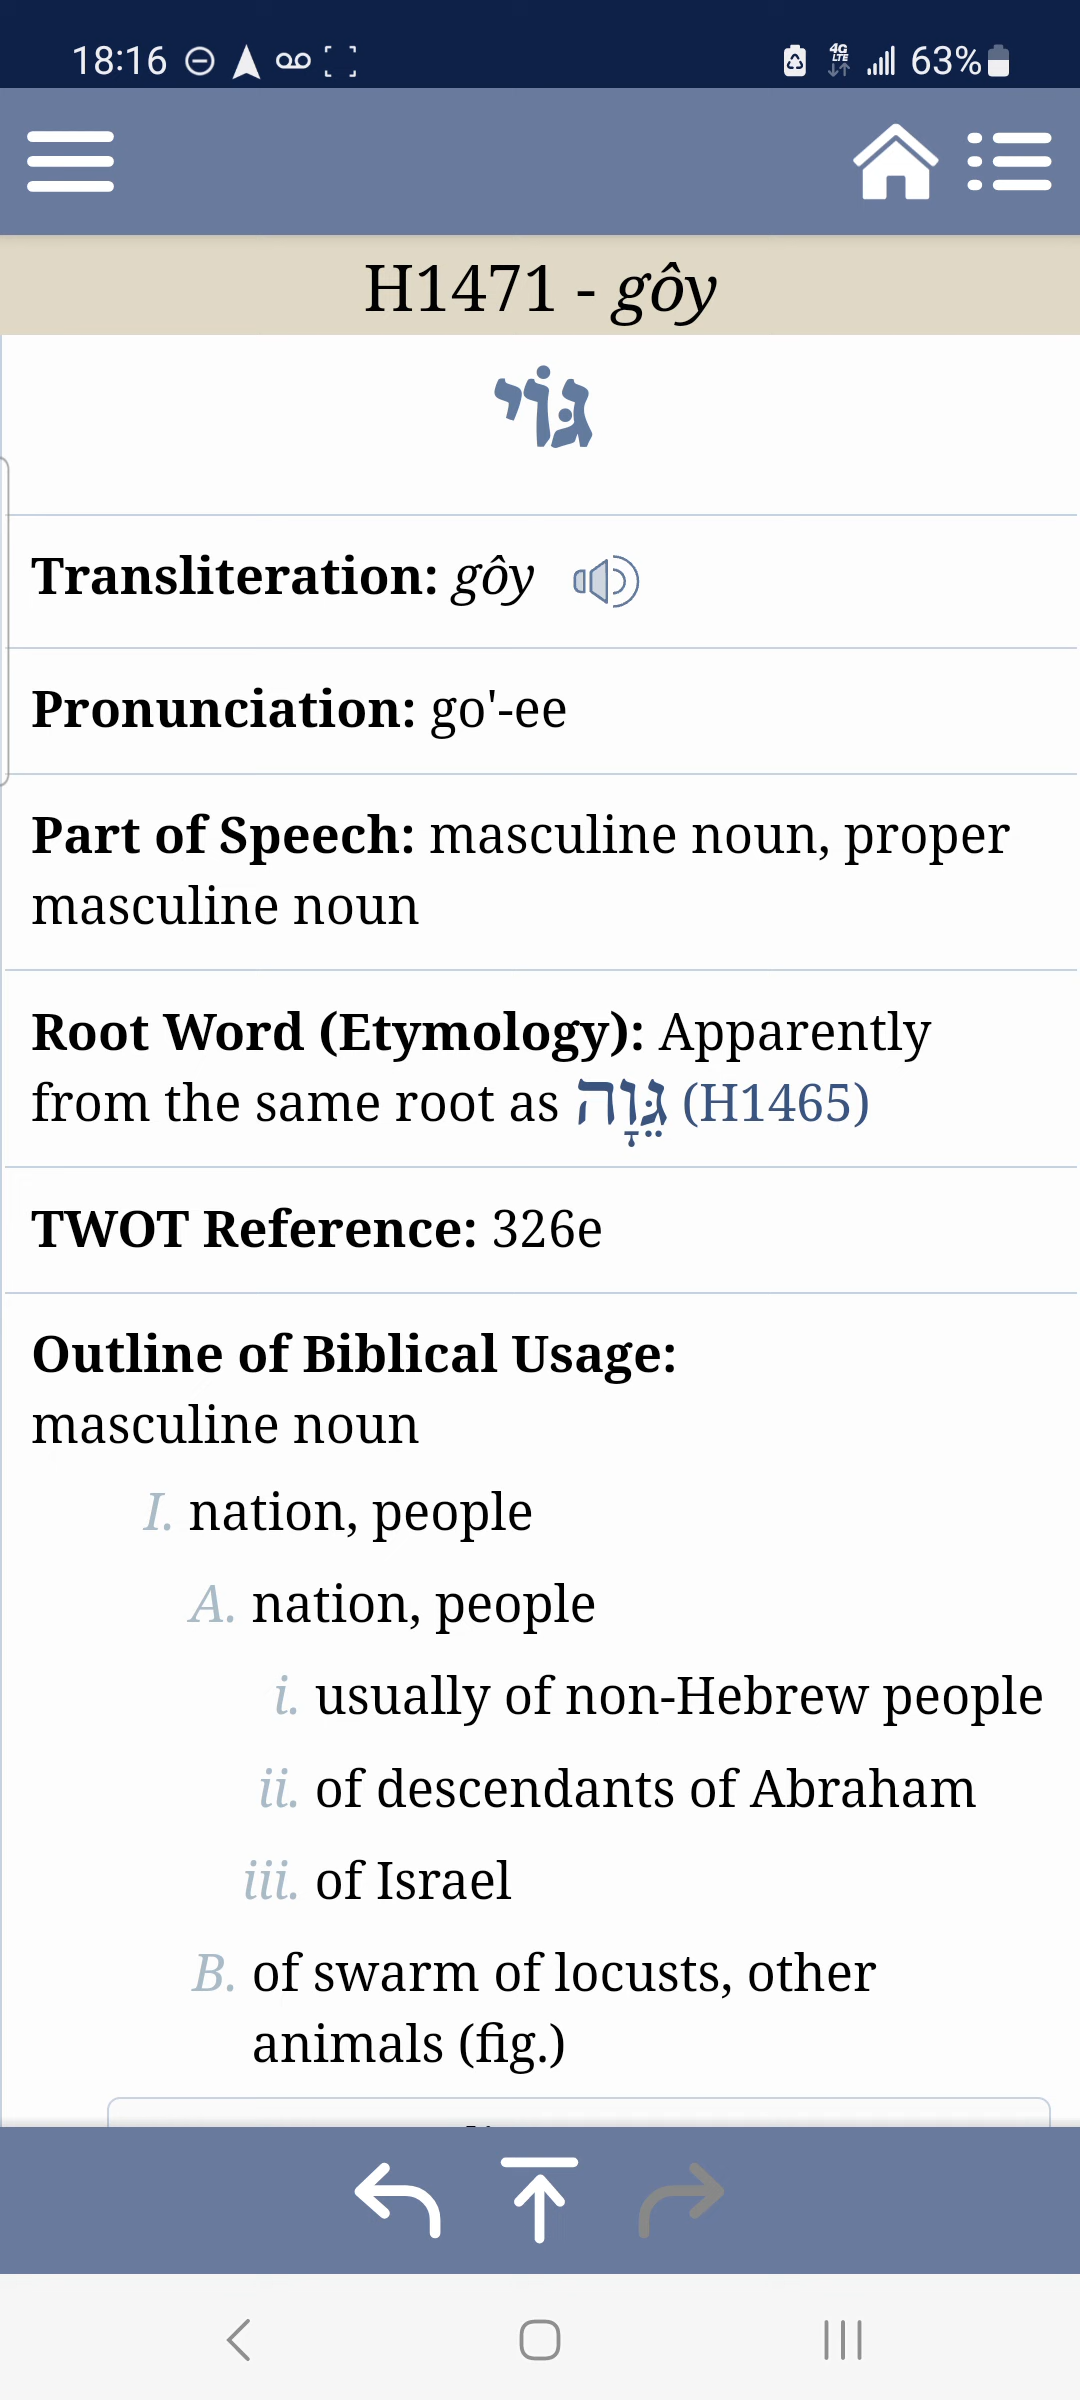 18:16 4G LTE 63%
H1471 - gôy
גּוֹי
Transliteration: gôy
Pronunciation: go'-ee
Part of Speech: masculine noun, proper
masculine noun
Root Word (Etymology): Apparently
from the same root as גֵּוָה (H1465)
TWOT Reference: 326e
Outline of Biblical Usage:
masculine noun
I. nation, people
A. nation, people
i. usually of non-Hebrew people
ii. of descendants of Abraham
iii. of Israel
B. of swarm of locusts, other
animals (fig.)